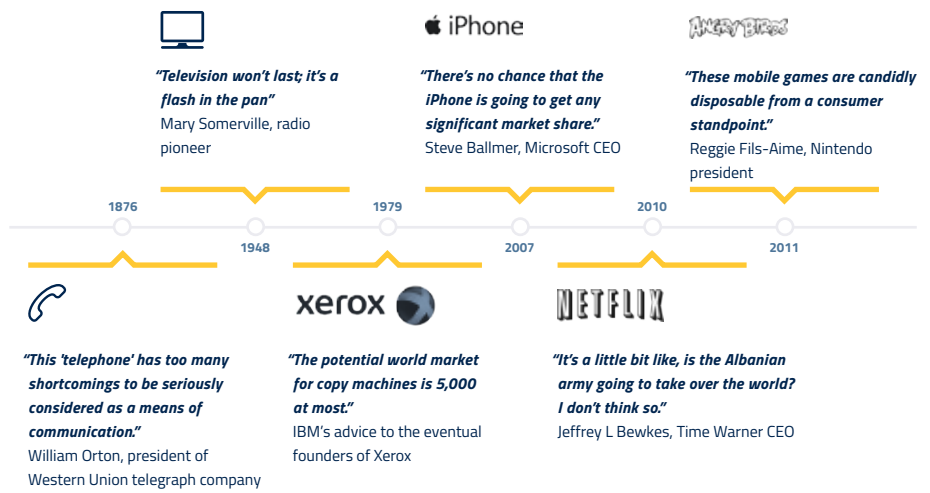 iPhone
ANGRY BIRDS
“Television won’t last; it’s a
flash in the pan”
Mary Somerville, radio
pioneer
“There’s no chance that the
iPhone is going to get any
significant market share.”
Steve Ballmer, Microsoft CEO
“These mobile games are candidly
disposable from a consumer
standpoint.”
Reggie Fils-Aime, Nintendo
president
1876
1979
2010
1948
2007
2011
xerox
NETFLIX
“This 'telephone' has too many
shortcomings to be seriously
considered as a means of
communication.”
William Orton, president of
Western Union telegraph company
“The potential world market
for copy machines is 5,000
at most.”
IBM’s advice to the eventual
founders of Xerox
“It’s a little bit like, is the Albanian
army going to take over the world?
I don’t think so.”
Jeffrey L Bewkes, Time Warner CEO